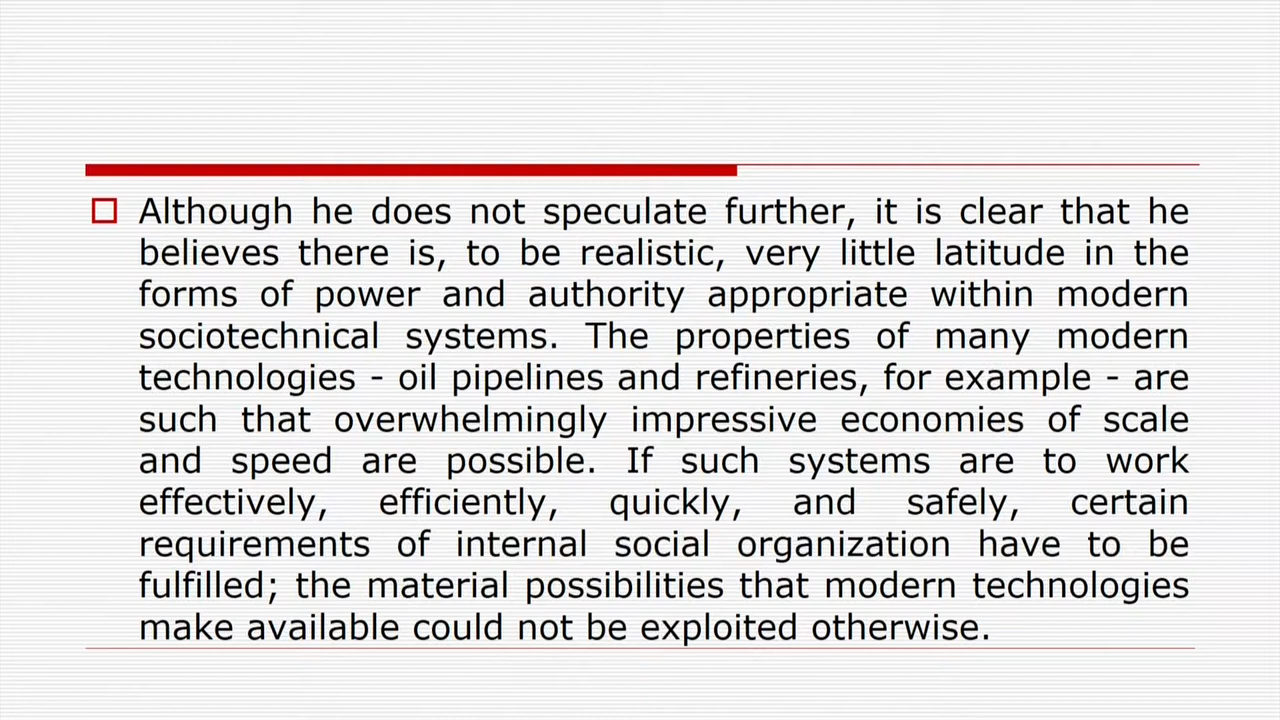 Although he does not speculate further, it is clear that he
believes there is, to be realistic, very little latitude in the
forms of power and authority appropriate within modern
sociotechnical systems. The properties of many modern
technologies - oil pipelines and refineries, for example - are
such that overwhelmingly impressive economies of scale
and speed are possible. If such systems are to work
effectively, efficiently, quickly, and safely, certain
requirements of internal social organization have to be
fulfilled; the material possibilities that modern technologies
make available could not be exploited otherwise.